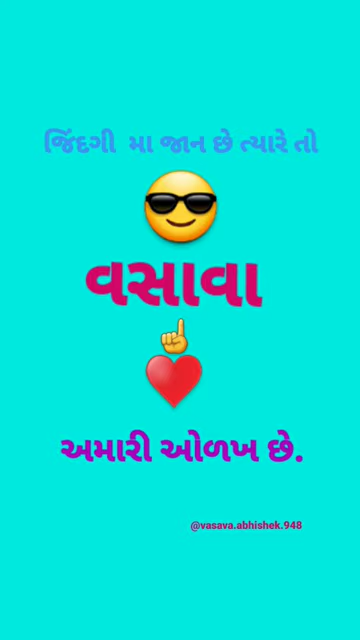 જિંદગી મા જાન છે ત્યારે તો
વસાવા
અમારી ઓળખ છે.
@vasava.abhishek.948